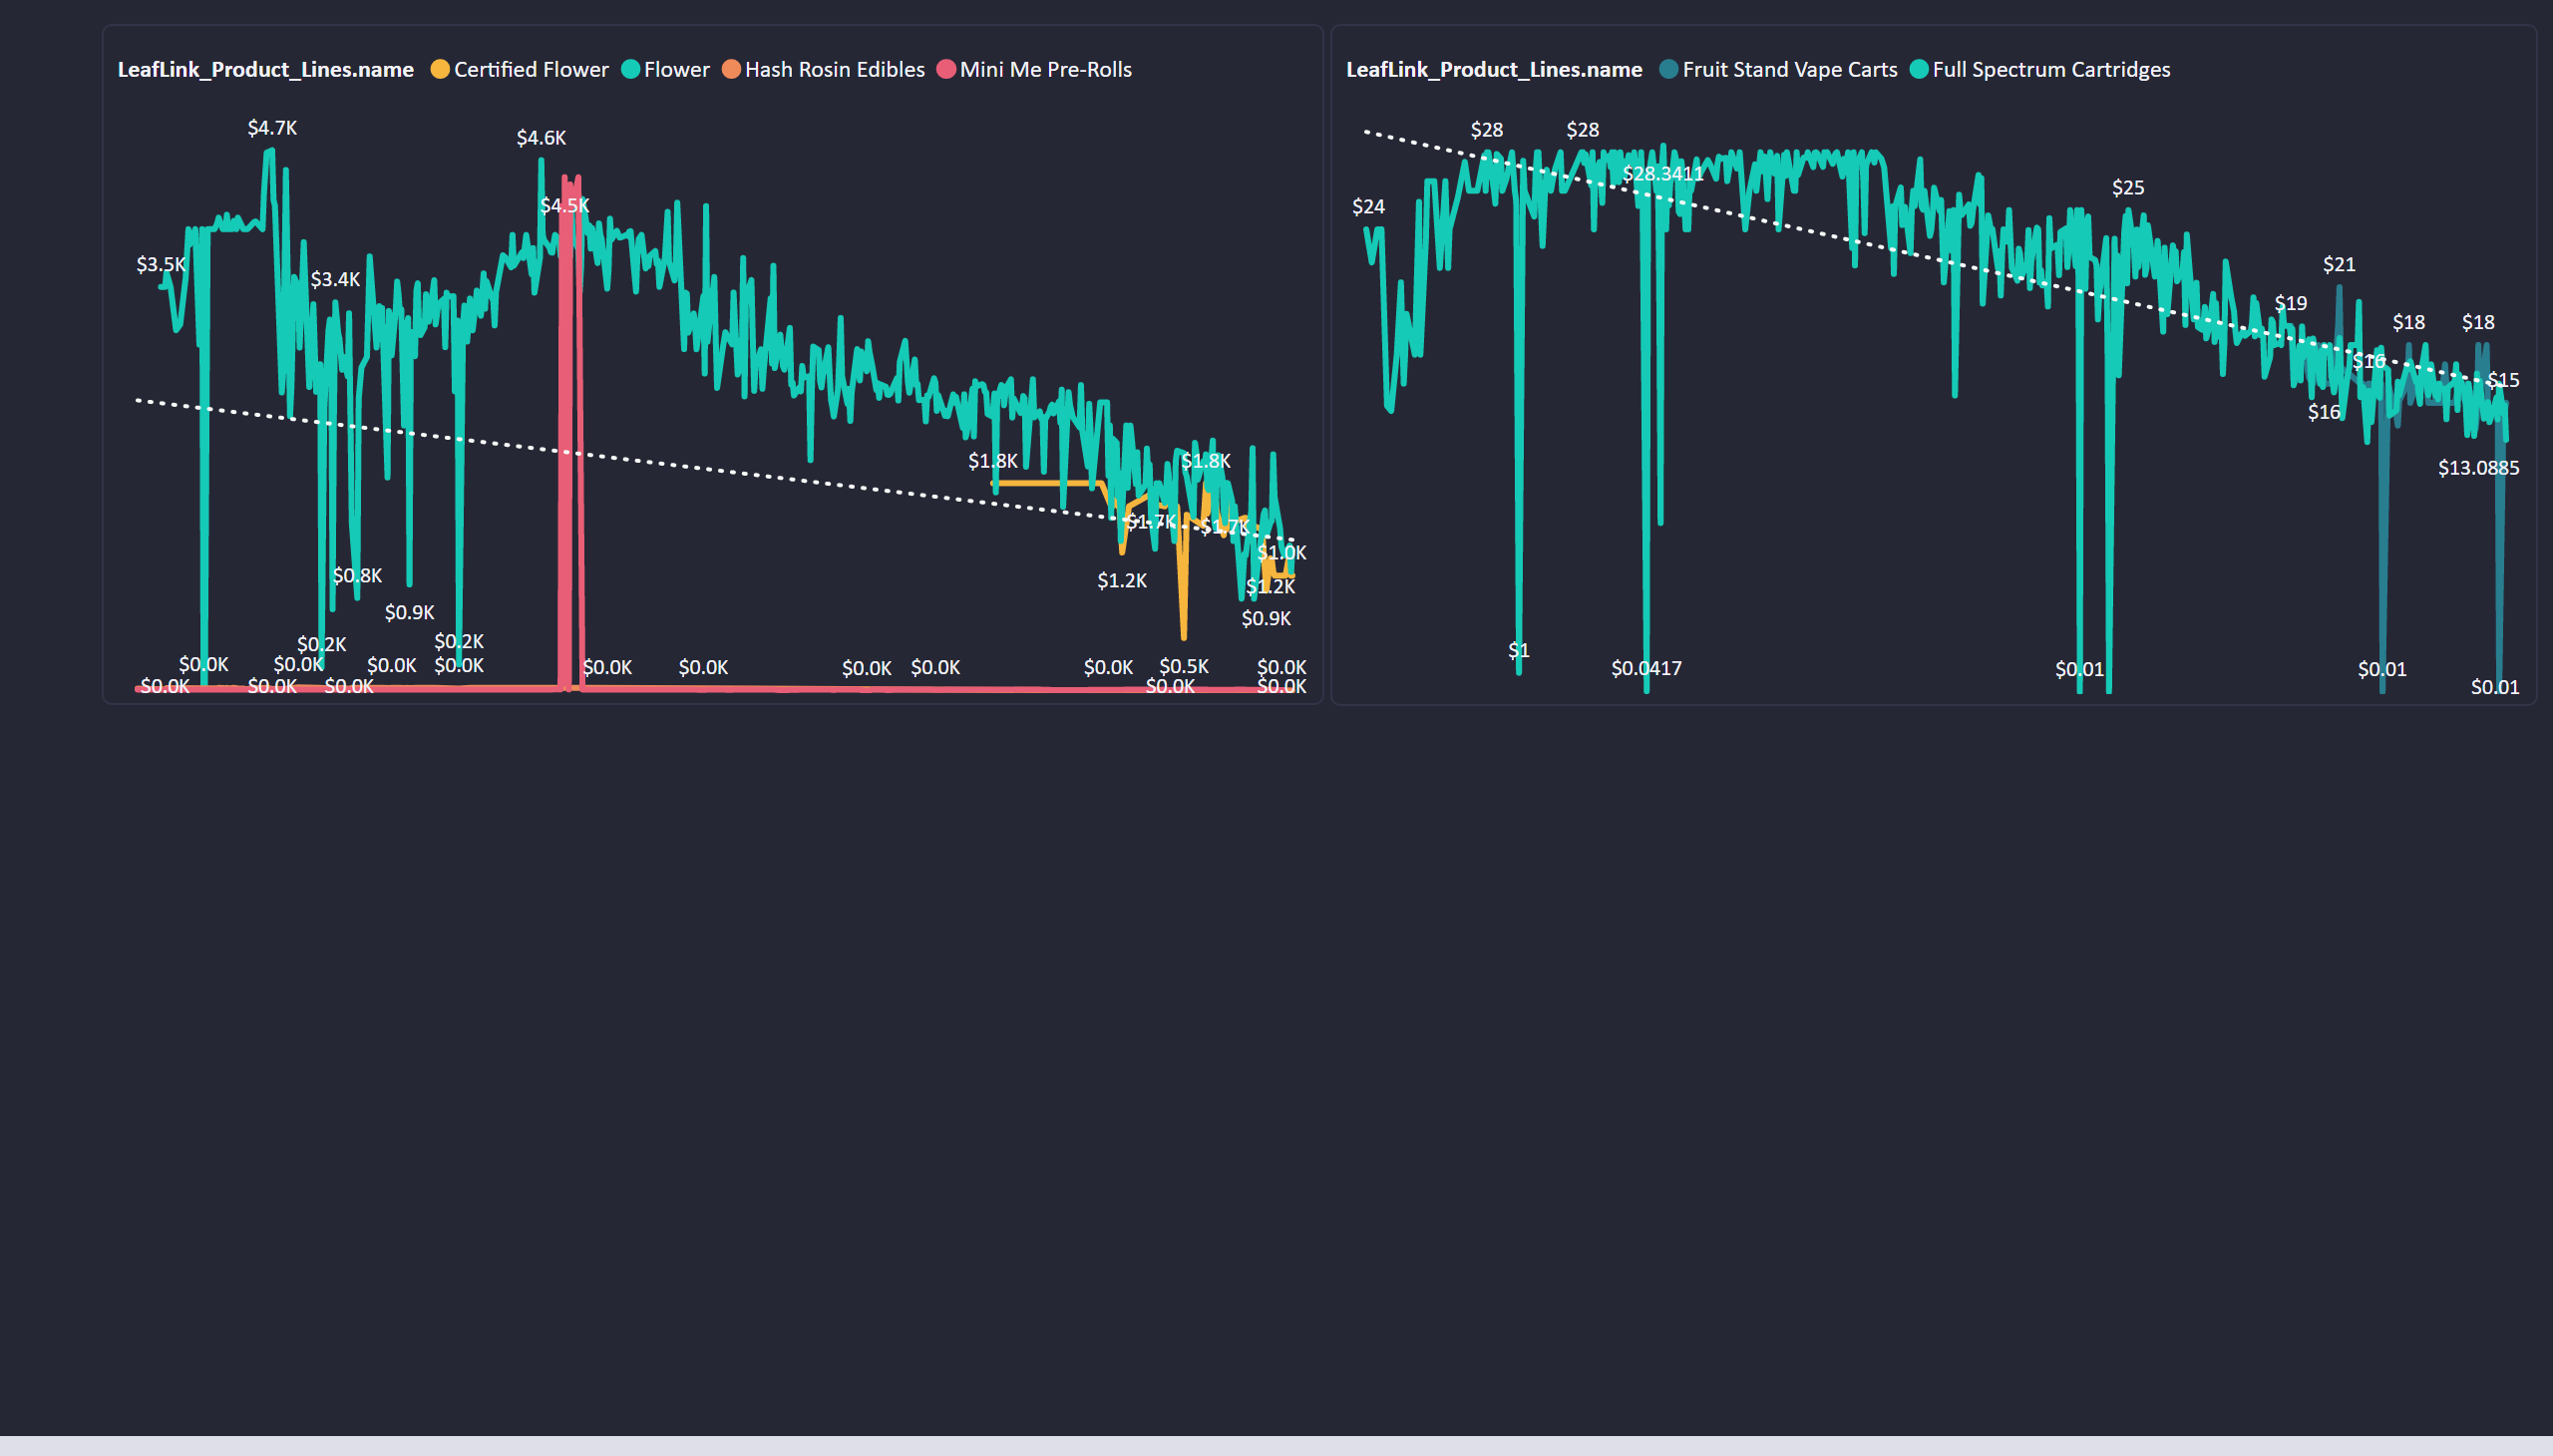 LeafLink_Product_Lines.name Certified Flower Flower Hash Rosin Edibles Mini Me Pre-Rolls
$4.7K
$4.6K
$4.5K
$3.5K
$3.4K
$1.8K $1.8K
$1.7K $1.7K
$1.0K
$0.8K $1.2K $1.2K
$0.9K $0.9K
$0.2K $0.2K
$0.0K $0.0K $0.0K $0.0K $0.0K $0.0K $0.0K $0.0K $0.0K $0.5K $0.0K
$0.0K $0.0K $0.0K $0.0K $0.0K
LeafLink_Product_Lines.name Fruit Stand Vape Carts Full Spectrum Cartridges
$28 $28
$28.3411
$25
$24
$21
$19
$18 $18
$16
$15
$16
$13.0885
$1
$0.0417 $0.01 $0.01
$0.01